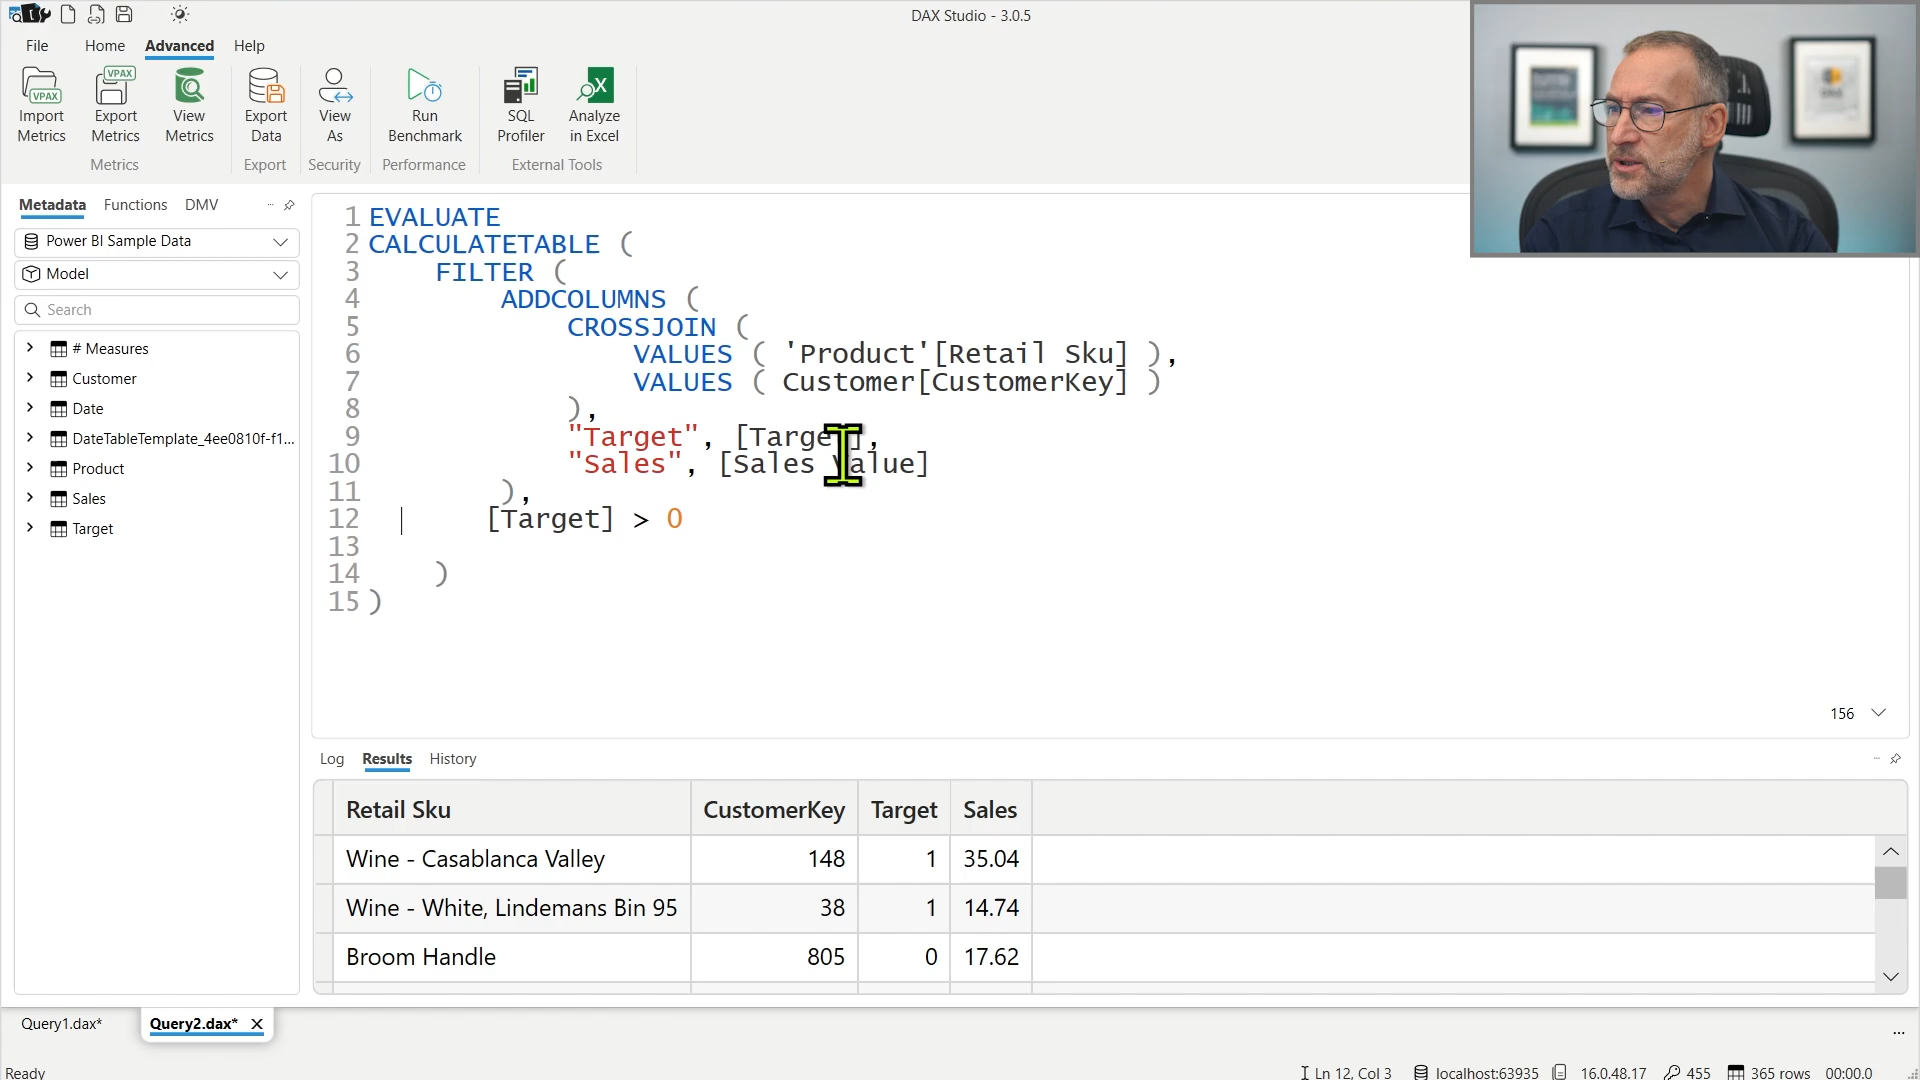 DAX Studio - 3.0.5
File Home Advanced Help
VPAX
Import Metrics
VPAX
Export Metrics
View Metrics
Metrics
Export Data
Export
View As
Security
Run Benchmark
Performance
SQL Profiler
Analyze in Excel
External Tools
Metadata Functions DMV
Power BI Sample Data
Model
Search
# Measures
Customer
Date
DateTableTemplate_4ee0810f-f1...
Product
Sales
Target
1 EVALUATE
2 CALCULATETABLE (
3 FILTER (
4 ADDCOLUMNS (
5 CROSSJOIN (
6 VALUES ( 'Product'[Retail Sku] ),
7 VALUES ( Customer[CustomerKey] )
8 ),
9 "Target", [Target],
10 "Sales", [Sales Value]
11 ),
12 [Target] > 0
13
14 )
15 )
156
Log Results History
Retail Sku CustomerKey Target Sales
Wine - Casablanca Valley 148 1 35.04
Wine - White, Lindemans Bin 95 38 1 14.74
Broom Handle 805 0 17.62
Query1.dax* Query2.dax*
Ready Ln 12, Col 3 localhost:63935 16.0.48.17 455 365 rows 00:00.0